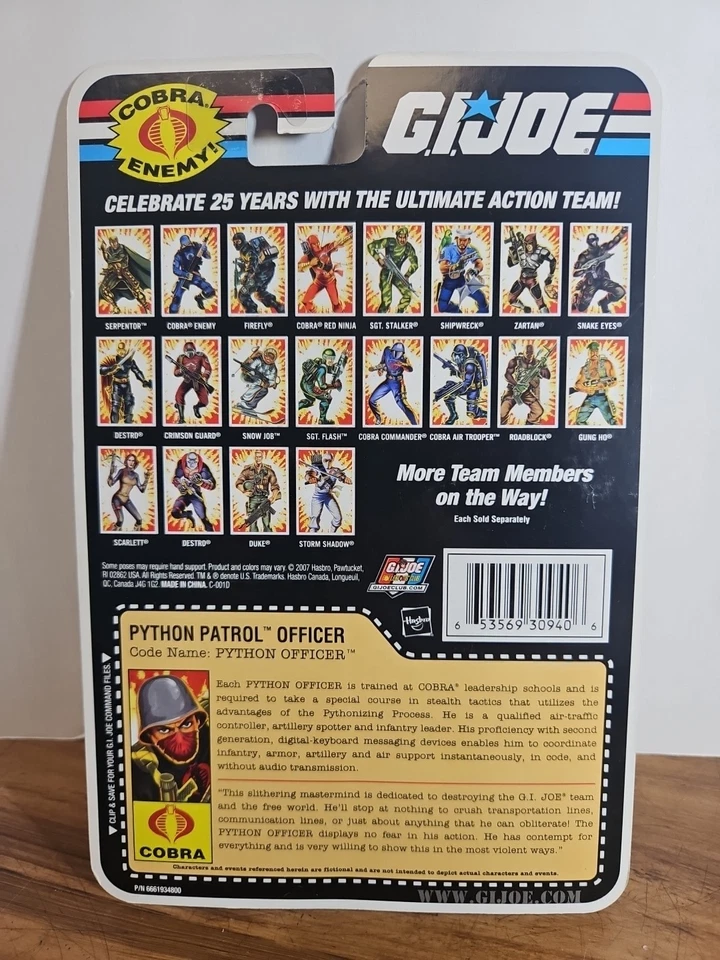 COBRA®
ENEMY!
G.I.JOE®
CELEBRATE 25 YEARS WITH THE ULTIMATE ACTION TEAM!
SERPENTOR™ COBRA® ENEMY FIREFLY® COBRA® RED NINJA SGT. STALKER® SHIPWRECK® ZARTAN® SNAKE EYES®
DESTRO® CRIMSON GUARD® SNOW JOB™ SGT. FLASH™ COBRA COMMANDER® COBRA AIR TROOPER™ ROADBLOCK® GUNG HO®
SCARLETT® DESTRO® DUKE® STORM SHADOW®
More Team Members
on the Way!
Each Sold Separately
Some poses may require hand support. Product and colors may vary. © 2007 Hasbro, Pawtucket,
RI 02862 USA. All Rights Reserved. TM & ® denote U.S. Trademarks. Hasbro Canada, Longueuil,
QC, Canada J4G 1G2. MADE IN CHINA. C-001D
G.I.JOE
GIJOECLUB.COM
Hasbro
6 53569 30940 6
PYTHON PATROL™ OFFICER
Code Name: PYTHON OFFICER™
Each PYTHON OFFICER is trained at COBRA® leadership schools and is
required to take a special course in stealth tactics that utilizes the
advantages of the Pythonizing Process. He is a qualified air-traffic
controller, artillery spotter and infantry leader. His proficiency with second
generation, digital-keyboard messaging devices enables him to coordinate
infantry, armor, artillery and air support instantaneously, in code, and
without audio transmission.
"This slithering mastermind is dedicated to destroying the G.I. JOE® team
and the free world. He'll stop at nothing to crush transportation lines,
communication lines, or just about anything that he can obliterate! The
PYTHON OFFICER displays no fear in his action. He has contempt for
everything and is very willing to show this in the most violent ways."
COBRA
Characters and events referenced herein are fictional and are not intended to depict actual characters and events.
CLIP & SAVE FOR YOUR G.I. JOE COMMAND FILES.
P/N 6661934800
WWW.GIJOE.COM